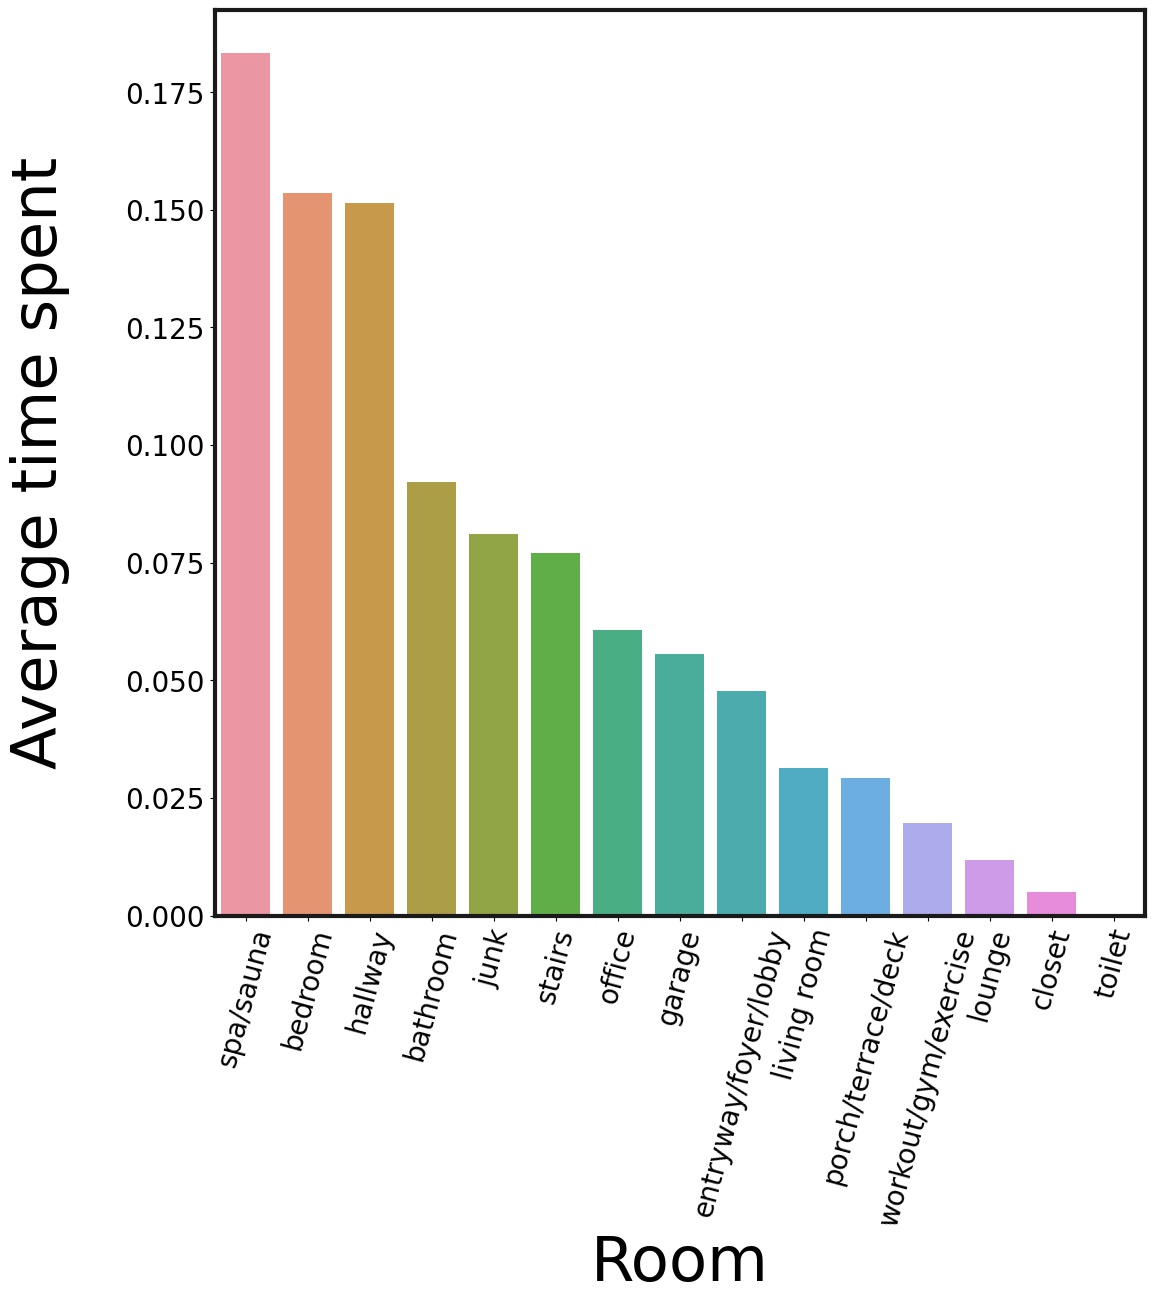 Average time spent
0.175
0.150
0.125
0.100
0.075
0.050
0.025
0.000
spa/sauna
bedroom
hallway
bathroom
junk
stairs
office
garage
entryway/foyer/lobby
living room
porch/terrace/deck
workout/gym/exercise
lounge
closet
toilet
Room